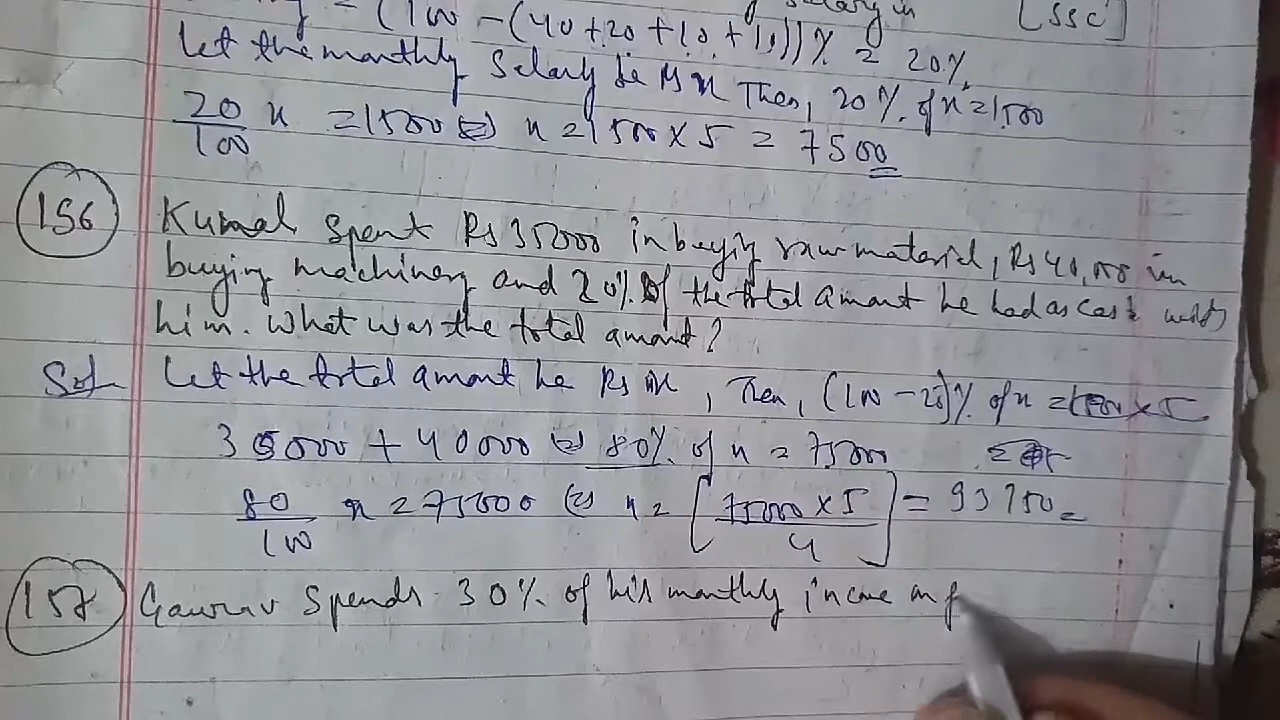 = (100 - (40+20+10+10))% = 20% salary in [SSC]
Let the monthly Salary be Rs x Then, 20% of x = 1500
20/100 x = 1500 ⇔ x = 1500 × 5 = 7500
156 Kumal Spent Rs 35000 in buying raw material, Rs 40,000 in
buying machinery and 20% of the total amount he had as cash with
him. What was the total amount?
Sol Let the total amount be Rs x, Then, (100 - 20)% of x =
35000 + 40000 ⇔ 80% of x = 75000
80/100 x = 75000 ⇔ x = [75000 × 5 / 4] = 93750
157 Gaurav Spends 30% of his monthly income on f